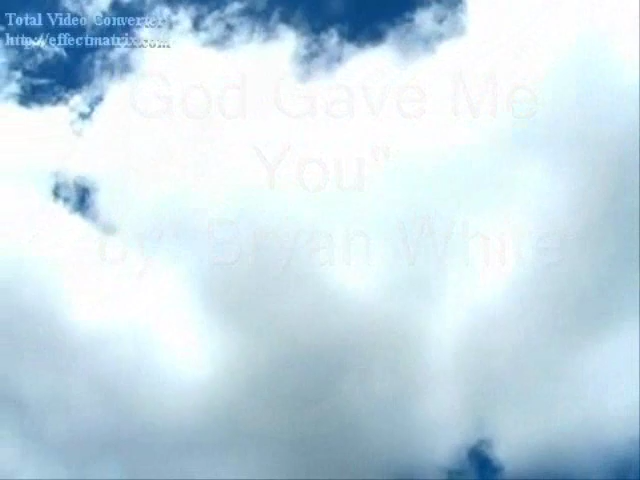 Total Video Converter
http://effectmatrix.com
"God Gave Me
You"
by: Bryan White